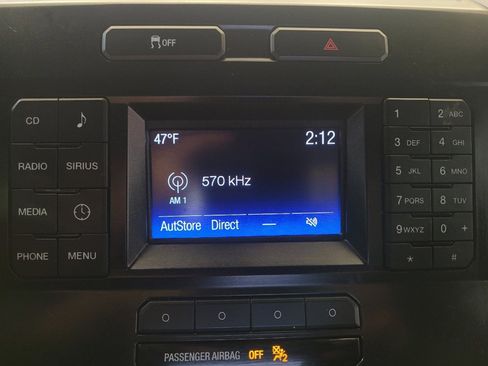 OFF
CD
1
2 ABC
47°F
2:12
RADIO
SIRIUS
3 DEF
4 GHI
570 kHz
5 JKL
6 MNO
AM 1
MEDIA
7 PQRS
8 TUV
AutStore Direct —
9 WXYZ
0 +
PHONE
MENU
*
#
PASSENGER AIRBAG OFF 2